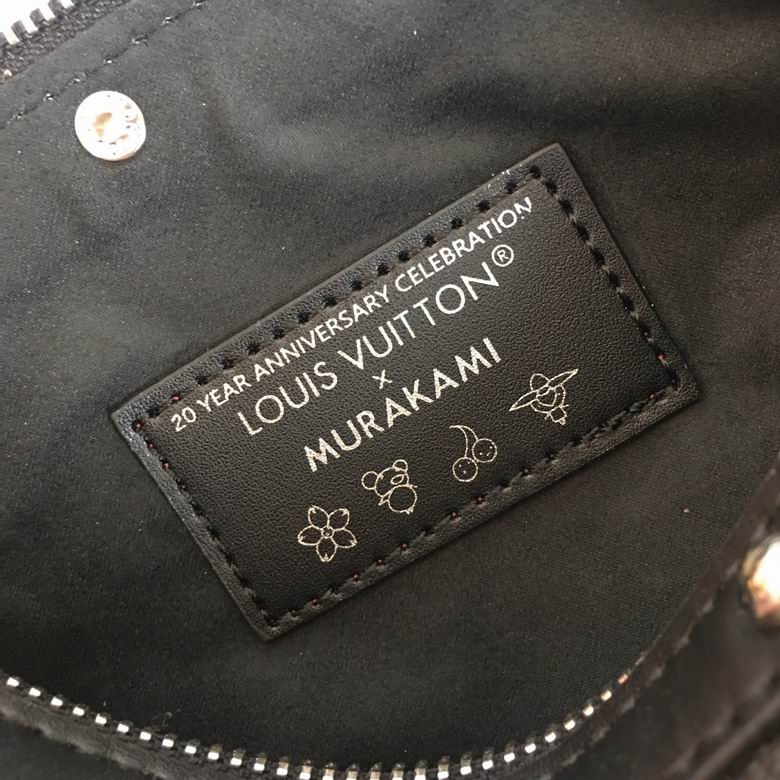 20 YEAR ANNIVERSARY CELEBRATION
LOUIS VUITTON®
x
MURAKAMI